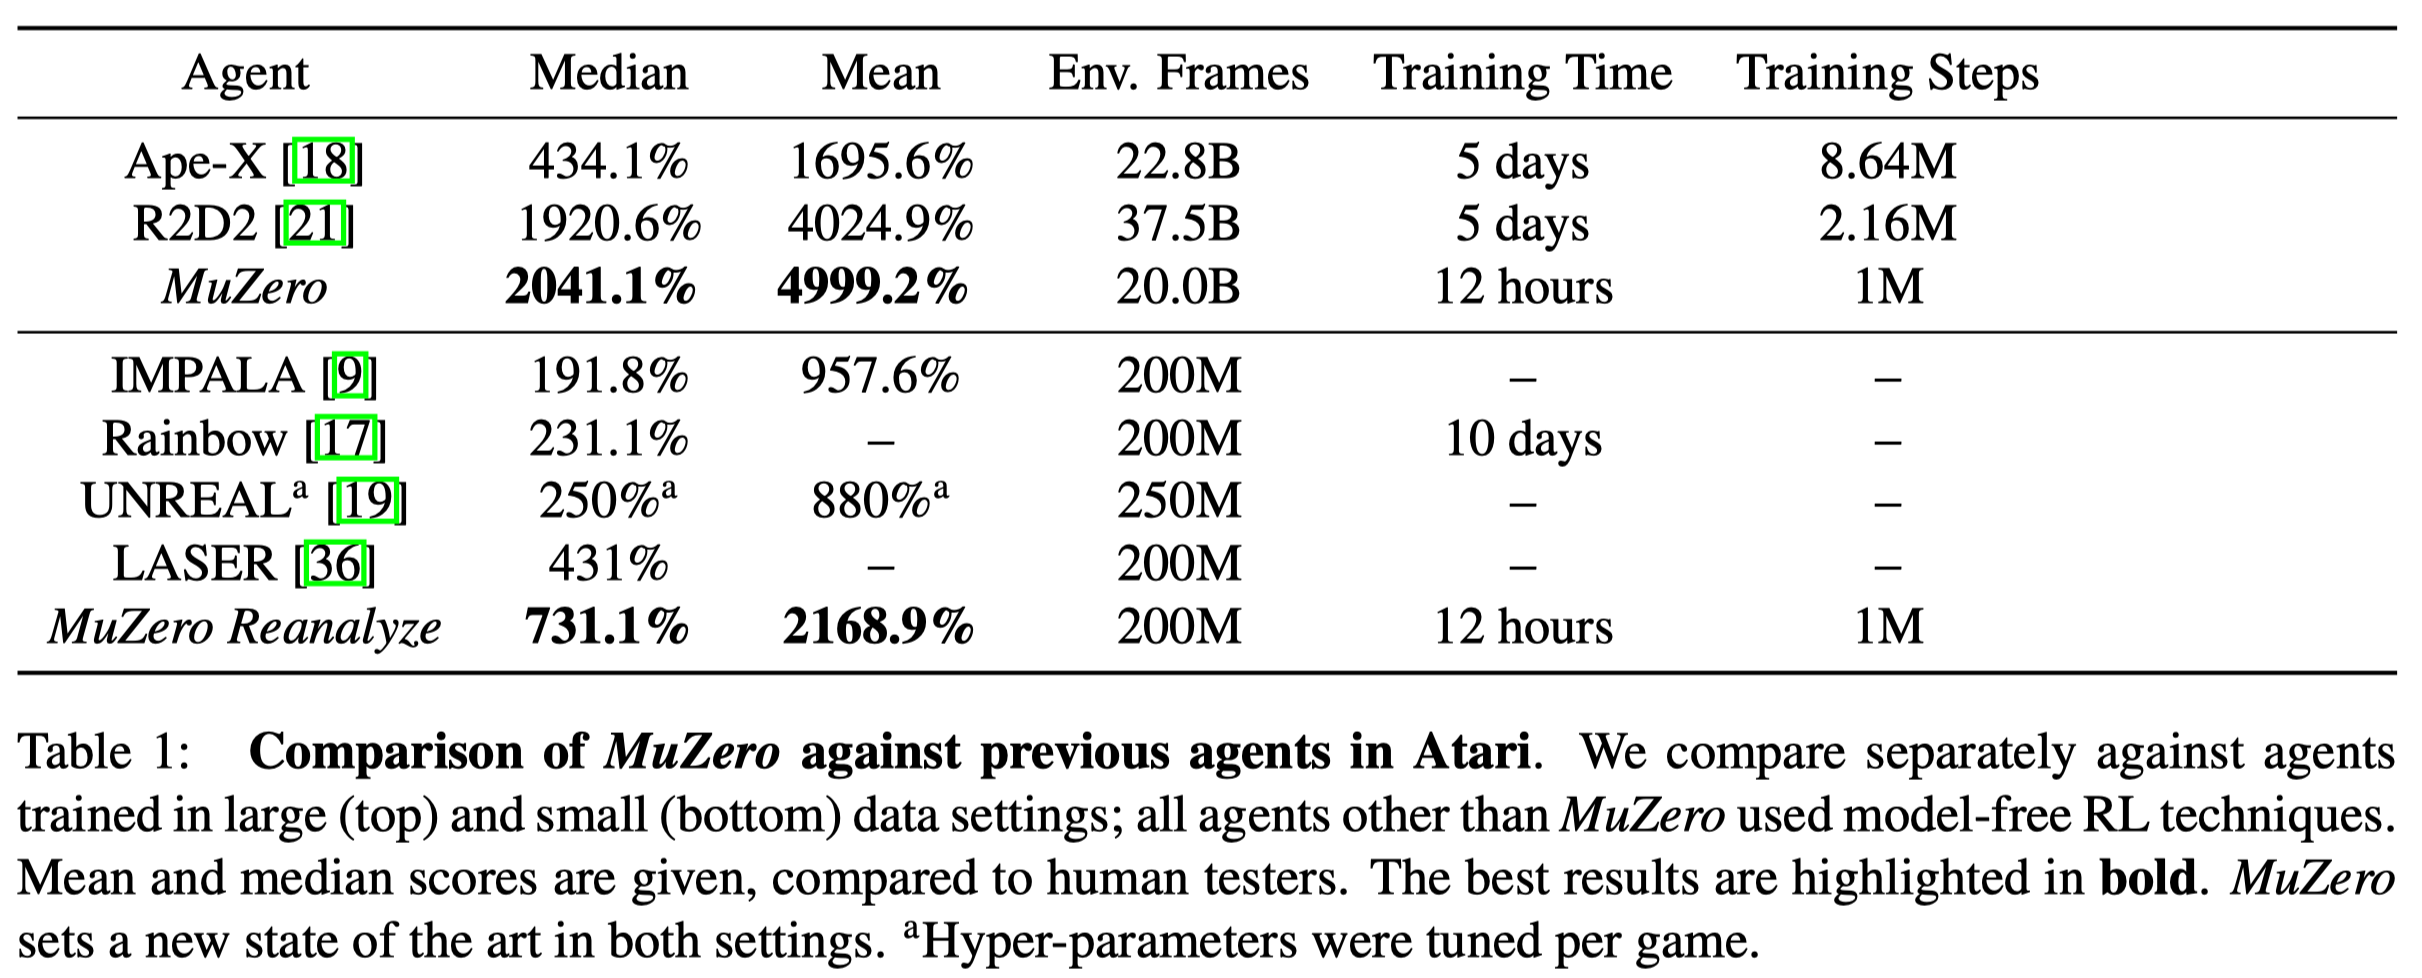 Agent Median Mean Env. Frames Training Time Training Steps
Ape-X [18] 434.1% 1695.6% 22.8B 5 days 8.64M
R2D2 [21] 1920.6% 4024.9% 37.5B 5 days 2.16M
MuZero 2041.1% 4999.2% 20.0B 12 hours 1M
IMPALA [9] 191.8% 957.6% 200M – –
Rainbow [17] 231.1% – 200M 10 days –
UNREALᵃ [19] 250%ᵃ 880%ᵃ 250M – –
LASER [36] 431% – 200M – –
MuZero Reanalyze 731.1% 2168.9% 200M 12 hours 1M
Table 1: Comparison of MuZero against previous agents in Atari. We compare separately against agents
trained in large (top) and small (bottom) data settings; all agents other than MuZero used model-free RL techniques.
Mean and median scores are given, compared to human testers. The best results are highlighted in bold. MuZero
sets a new state of the art in both settings. ᵃHyper-parameters were tuned per game.